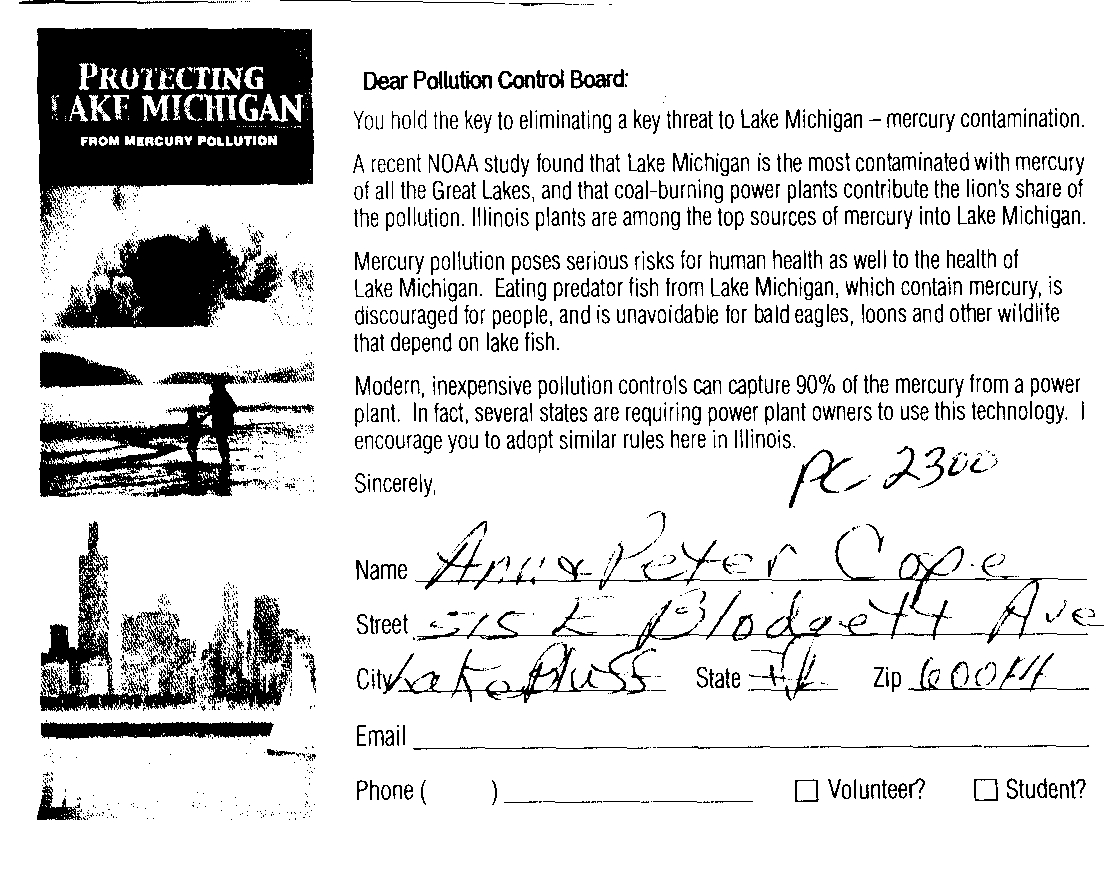 PROTECTING
LAKE MICHIGAN
FROM MERCURY POLLUTION
Dear Pollution Control Board:
You hold the key to eliminating a key threat to Lake Michigan – mercury contamination.
A recent NOAA study found that Lake Michigan is the most contaminated with mercury
of all the Great Lakes, and that coal-burning power plants contribute the lion's share of
the pollution. Illinois plants are among the top sources of mercury into Lake Michigan.
Mercury pollution poses serious risks for human health as well to the health of
Lake Michigan. Eating predator fish from Lake Michigan, which contain mercury, is
discouraged for people, and is unavoidable for bald eagles, loons and other wildlife
that depend on lake fish.
Modern, inexpensive pollution controls can capture 90% of the mercury from a power
plant. In fact, several states are requiring power plant owners to use this technology. I
encourage you to adopt similar rules here in Illinois.
PC 2300
Sincerely,
Name Ann & Peter Cope
Street 515 E Blodgett Ave
City Lake Bluff State IL Zip 60044
Email
Phone ( )
Volunteer? Student?